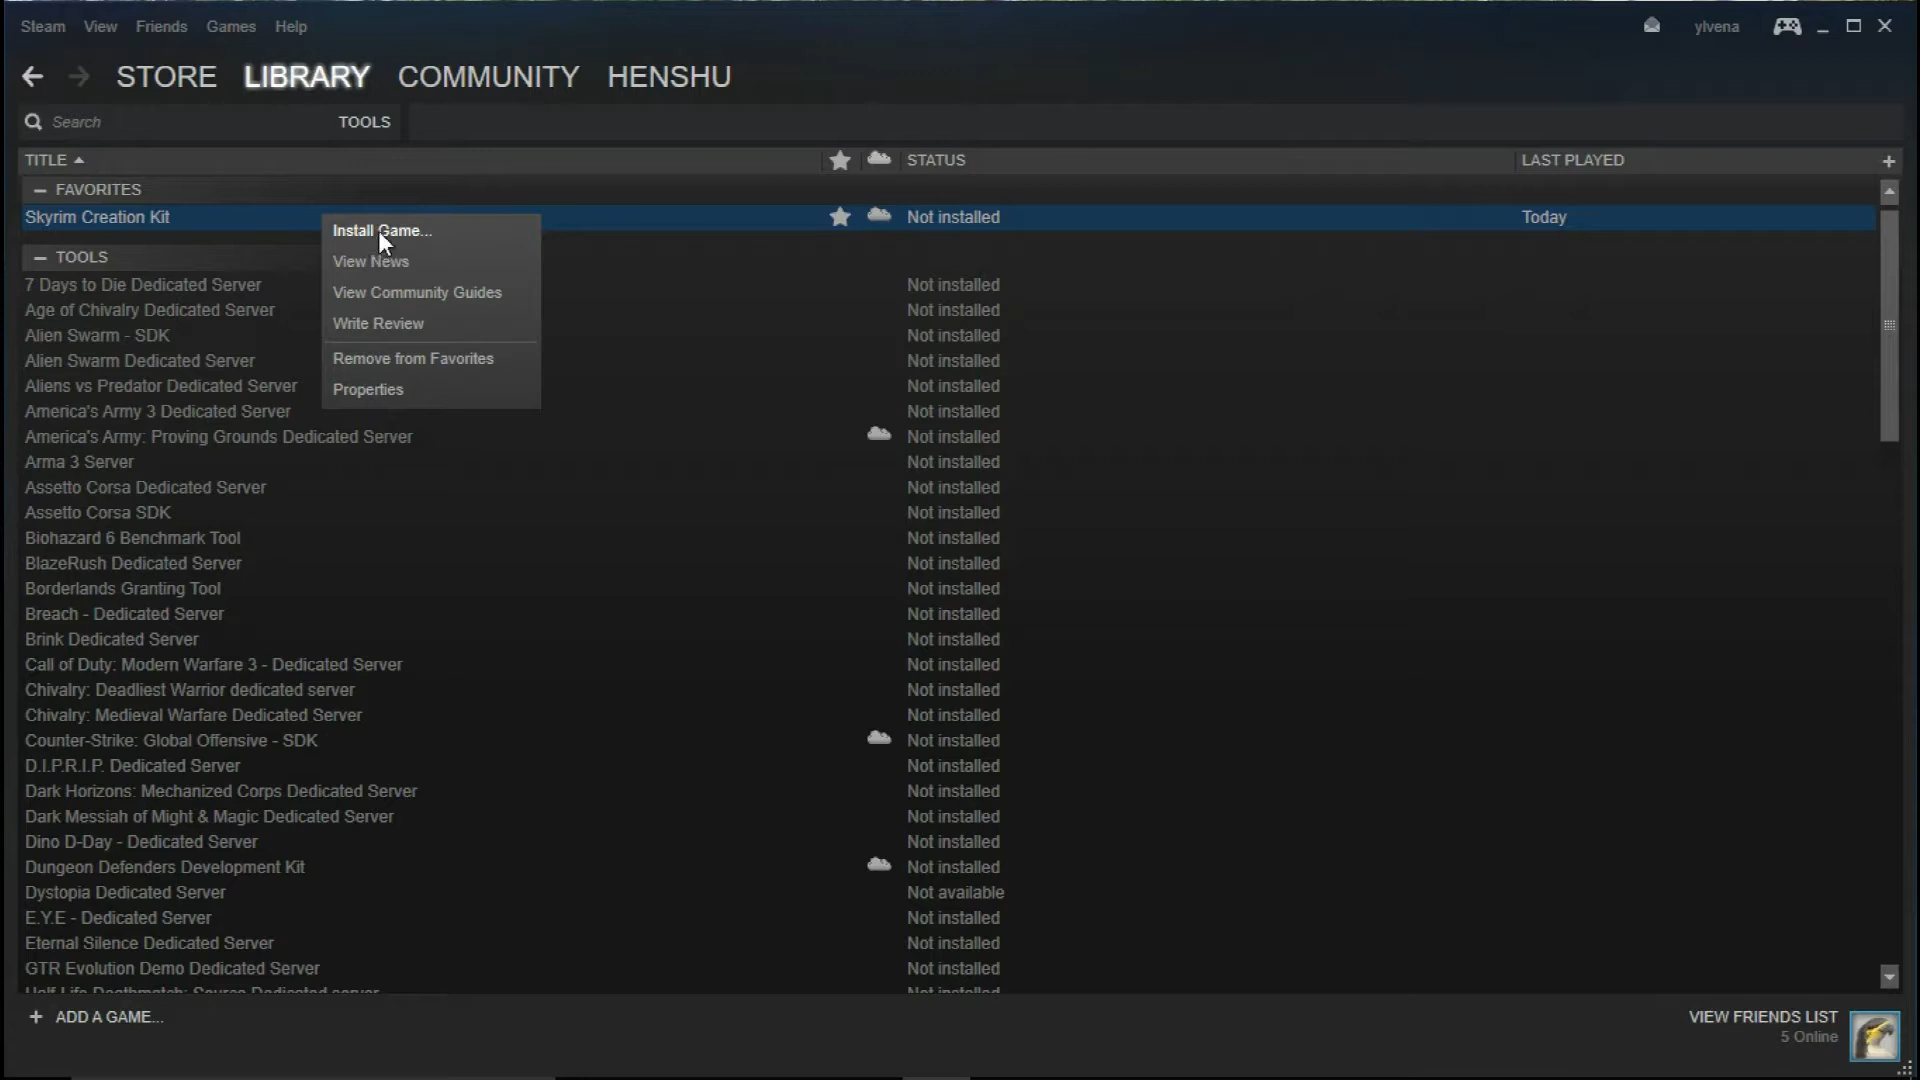 Steam View Friends Games Help ylvena
STORE LIBRARY COMMUNITY HENSHU
Search TOOLS
TITLE STATUS LAST PLAYED +
— FAVORITES
Skyrim Creation Kit Not installed Today
Install Game...
View News
View Community Guides
Write Review
Remove from Favorites
Properties
— TOOLS
7 Days to Die Dedicated Server Not installed
Age of Chivalry Dedicated Server Not installed
Alien Swarm - SDK Not installed
Alien Swarm Dedicated Server Not installed
Aliens vs Predator Dedicated Server Not installed
America's Army 3 Dedicated Server Not installed
America's Army: Proving Grounds Dedicated Server Not installed
Arma 3 Server Not installed
Assetto Corsa Dedicated Server Not installed
Assetto Corsa SDK Not installed
Biohazard 6 Benchmark Tool Not installed
BlazeRush Dedicated Server Not installed
Borderlands Granting Tool Not installed
Breach - Dedicated Server Not installed
Brink Dedicated Server Not installed
Call of Duty: Modern Warfare 3 - Dedicated Server Not installed
Chivalry: Deadliest Warrior dedicated server Not installed
Chivalry: Medieval Warfare Dedicated Server Not installed
Counter-Strike: Global Offensive - SDK Not installed
D.I.P.R.I.P. Dedicated Server Not installed
Dark Horizons: Mechanized Corps Dedicated Server Not installed
Dark Messiah of Might & Magic Dedicated Server Not installed
Dino D-Day - Dedicated Server Not installed
Dungeon Defenders Development Kit Not installed
Dystopia Dedicated Server Not available
E.Y.E - Dedicated Server Not installed
Eternal Silence Dedicated Server Not installed
GTR Evolution Demo Dedicated Server Not installed
Half-Life Deathmatch: Source Dedicated server Not installed
+ ADD A GAME... VIEW FRIENDS LIST
5 Online